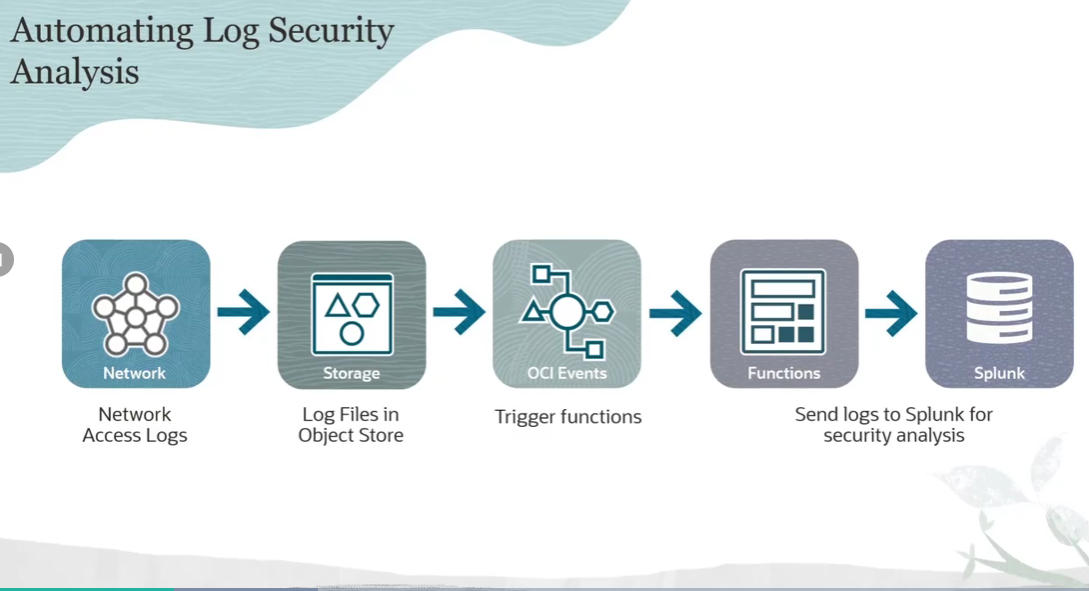 Automating Log Security
Analysis
Network
Storage
OCI Events
Functions
Splunk
Network
Access Logs
Log Files in
Object Store
Trigger functions
Send logs to Splunk for
security analysis